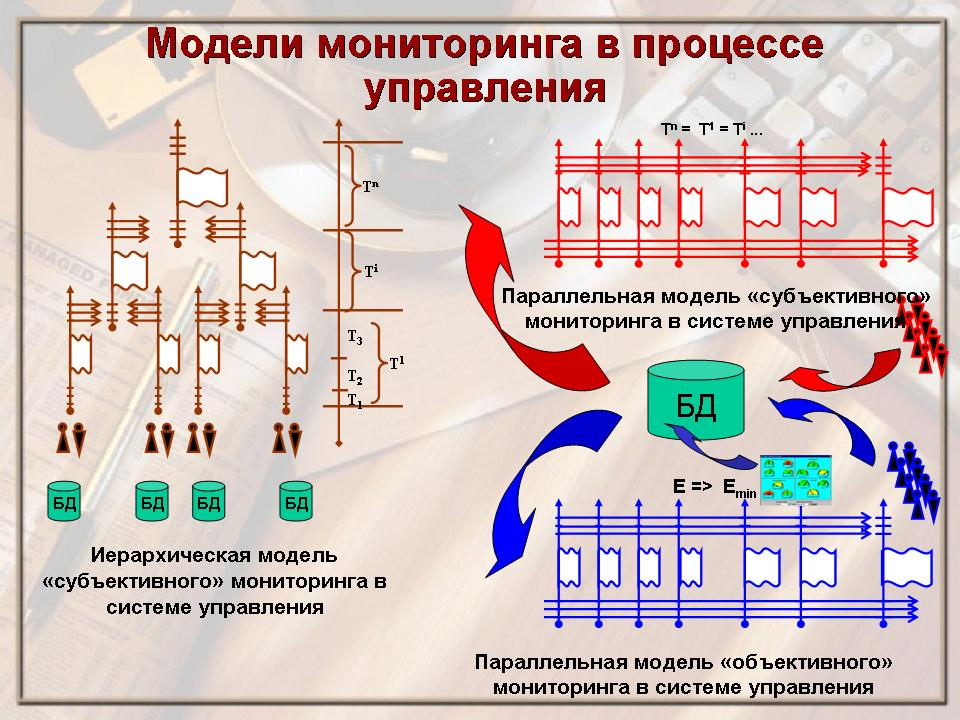 Модели мониторинга в процессе
управления
Tⁿ = T¹ = Tⁱ ...
Tⁿ
Tⁱ
T₃
T¹
T₂
T₁
БД БД БД БД
Иерархическая модель
«субъективного» мониторинга в
системе управления
Параллельная модель «субъективного»
мониторинга в системе управления
БД
E => Emin
Параллельная модель «объективного»
мониторинга в системе управления